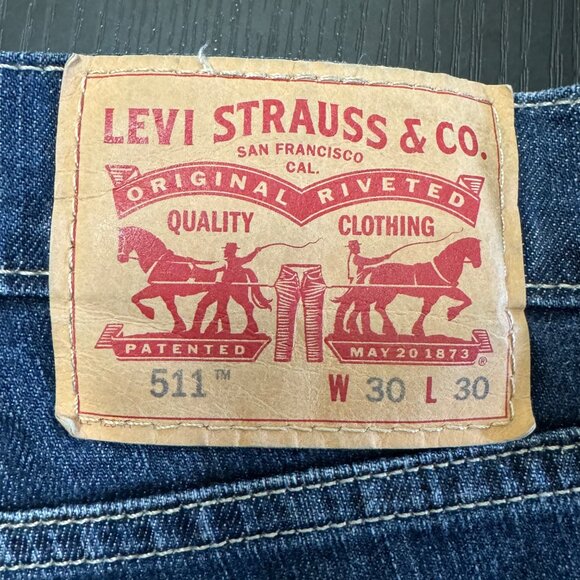 LEVI STRAUSS & CO.
SAN FRANCISCO
CAL.
ORIGINAL RIVETED
QUALITY CLOTHING
PATENTED MAY 20 1873 ®
511™ W 30 L 30